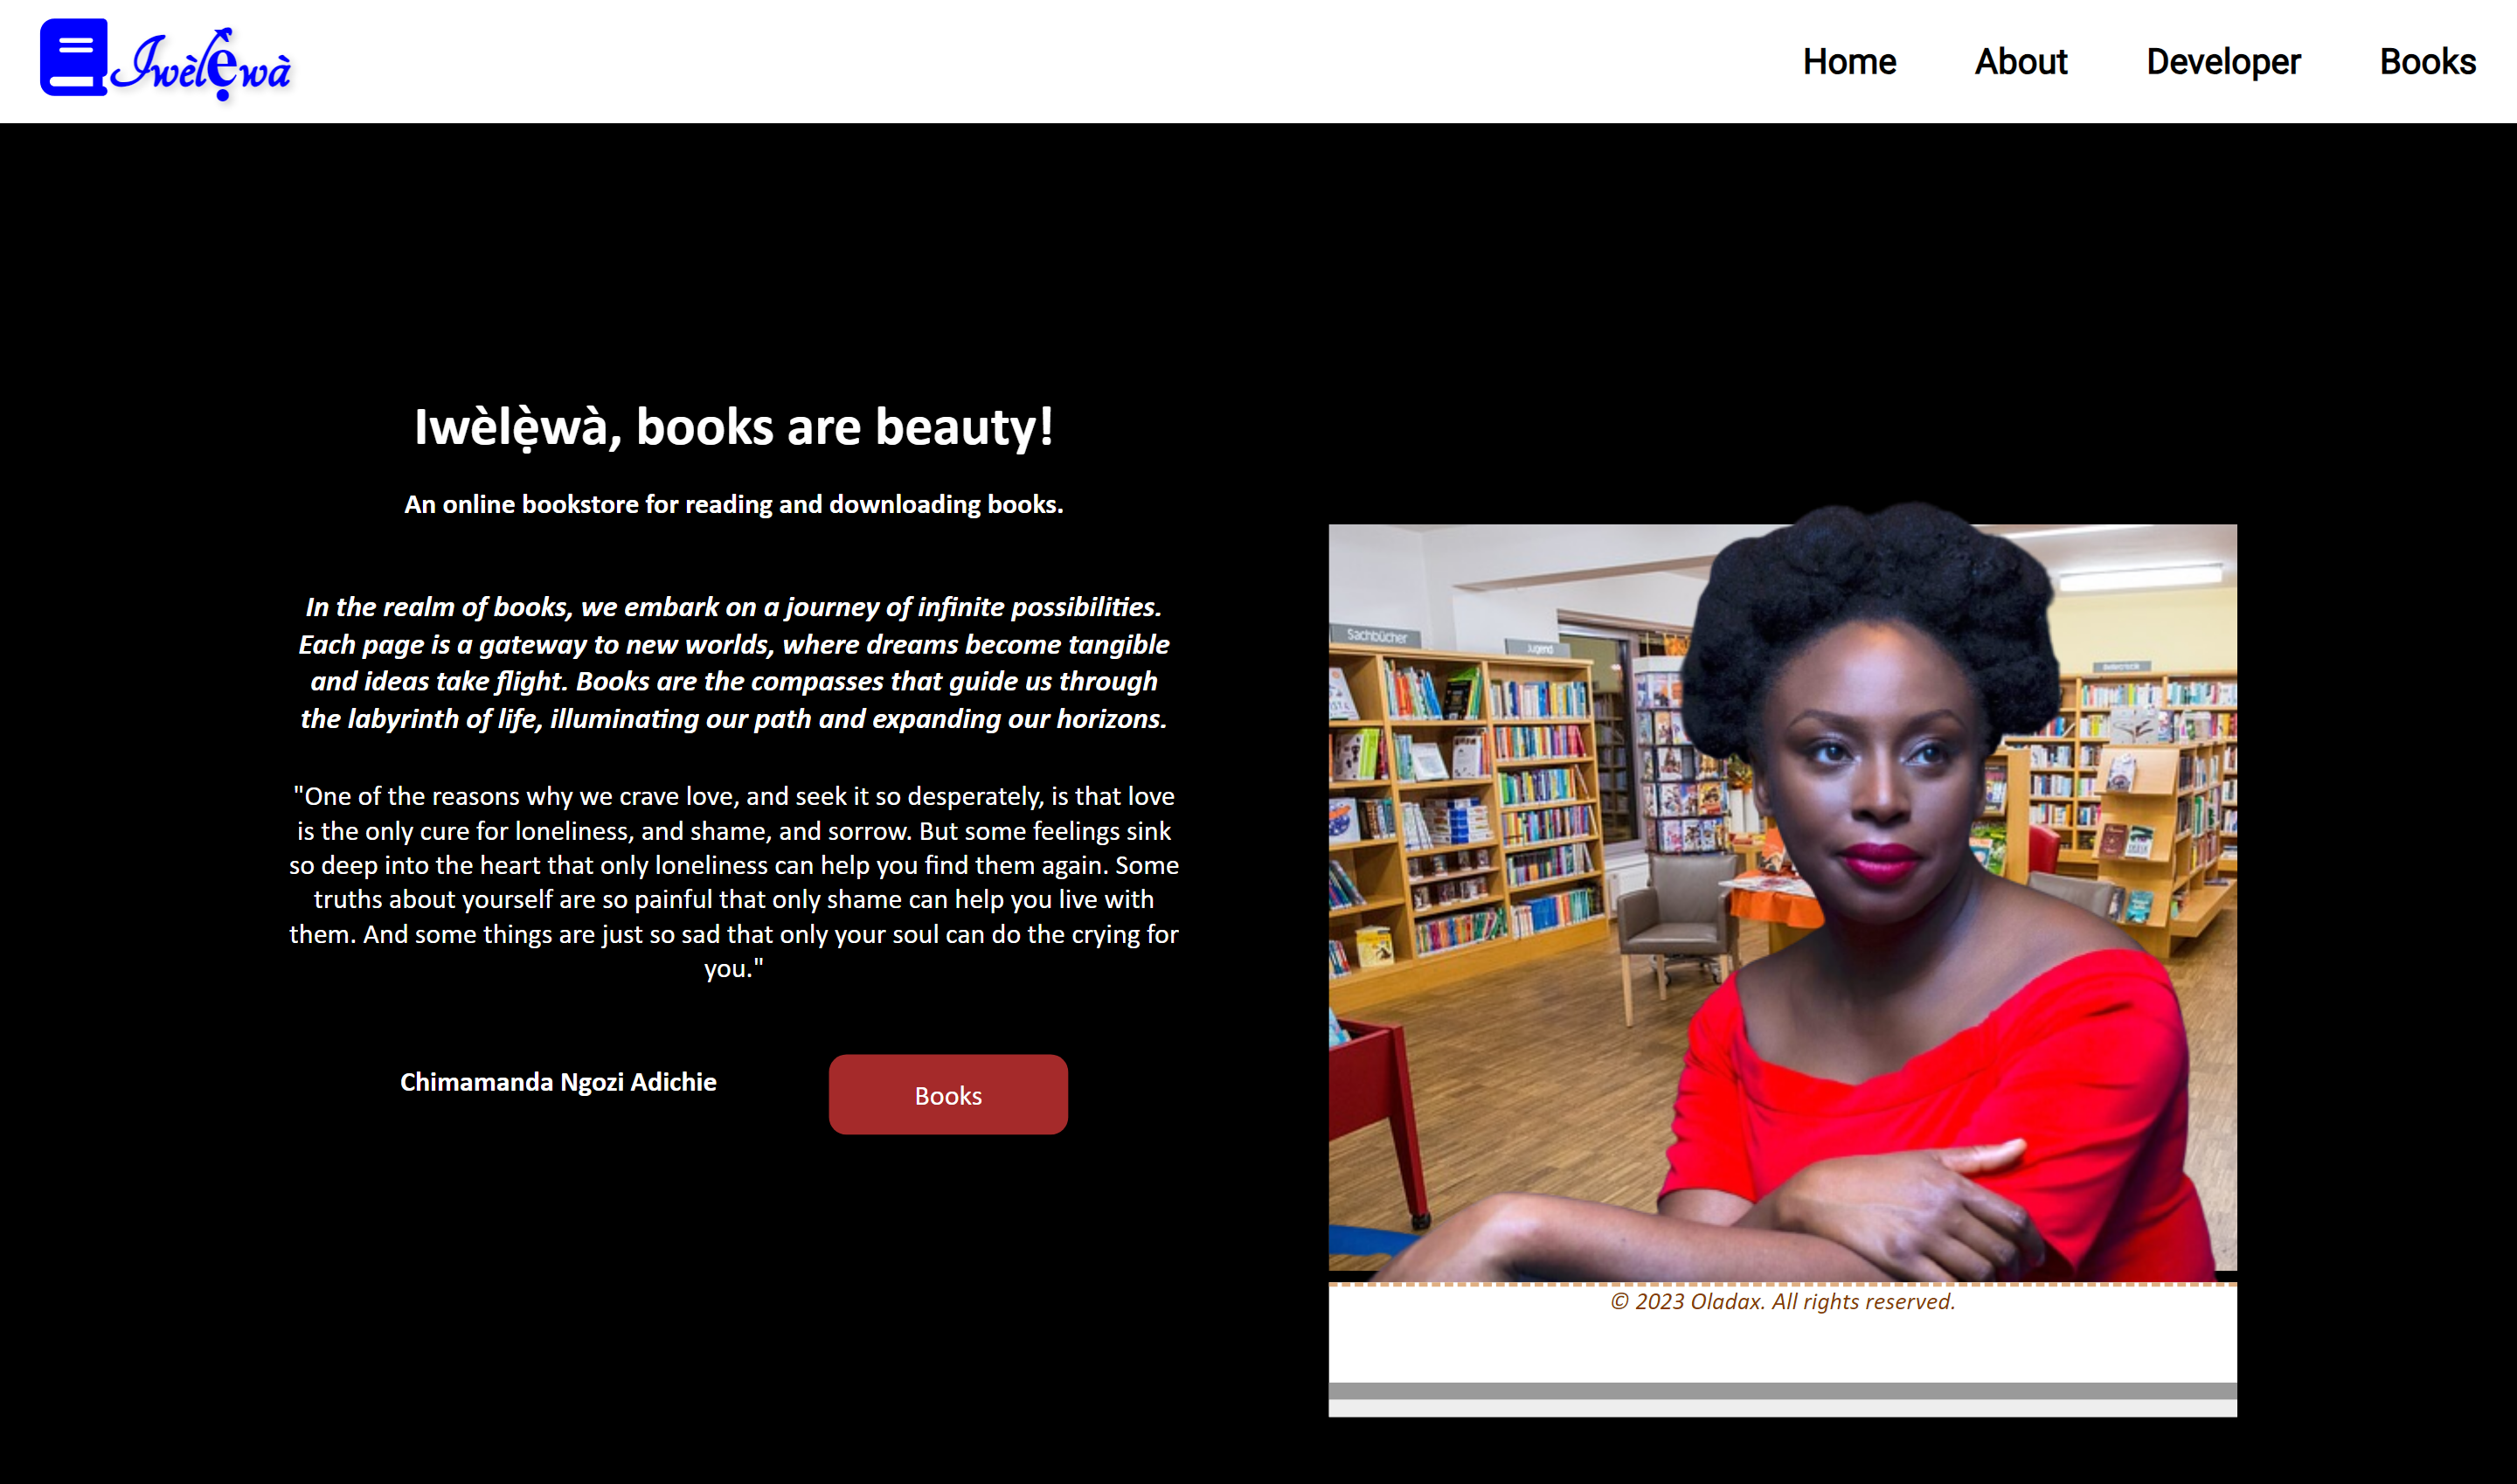 Iwèlẹ̀wà
Home
About
Developer
Books
Iwèlẹ̀wà, books are beauty!
An online bookstore for reading and downloading books.
In the realm of books, we embark on a journey of infinite possibilities.
Each page is a gateway to new worlds, where dreams become tangible
and ideas take flight. Books are the compasses that guide us through
the labyrinth of life, illuminating our path and expanding our horizons.
"One of the reasons why we crave love, and seek it so desperately, is that love
is the only cure for loneliness, and shame, and sorrow. But some feelings sink
so deep into the heart that only loneliness can help you find them again. Some
truths about yourself are so painful that only shame can help you live with
them. And some things are just so sad that only your soul can do the crying for
you."
Chimamanda Ngozi Adichie
Books
Sachbücher
Jugend
© 2023 Oladax. All rights reserved.